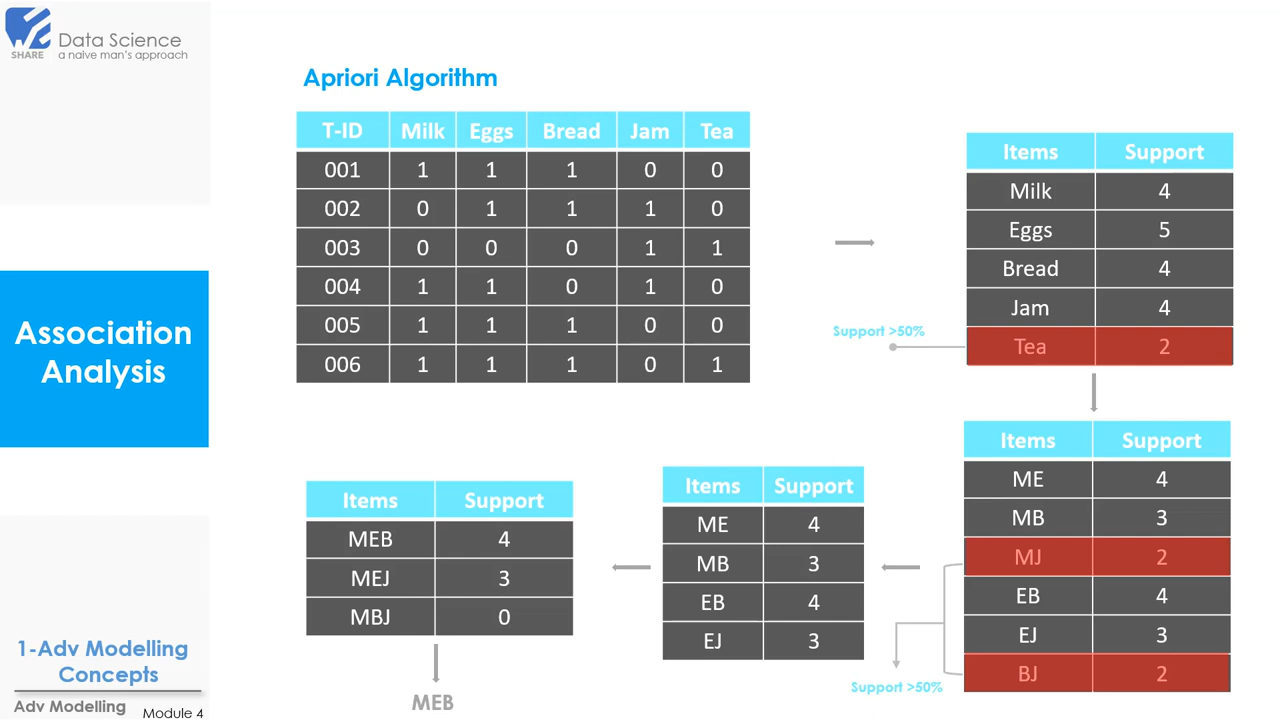 SHARE
Data Science
a naive man's approach
Apriori Algorithm
T-ID Milk Eggs Bread Jam Tea
001 1 1 1 0 0
002 0 1 1 1 0
003 0 0 0 1 1
004 1 1 0 1 0
005 1 1 1 0 0
006 1 1 1 0 1
Items Support
Milk 4
Eggs 5
Bread 4
Jam 4
Tea 2
Support >50%
Association
Analysis
Items Support
ME 4
MB 3
MJ 2
EB 4
EJ 3
BJ 2
Support >50%
Items Support
ME 4
MB 3
EB 4
EJ 3
Items Support
MEB 4
MEJ 3
MBJ 0
MEB
1-Adv Modelling
Concepts
Adv Modelling Module 4